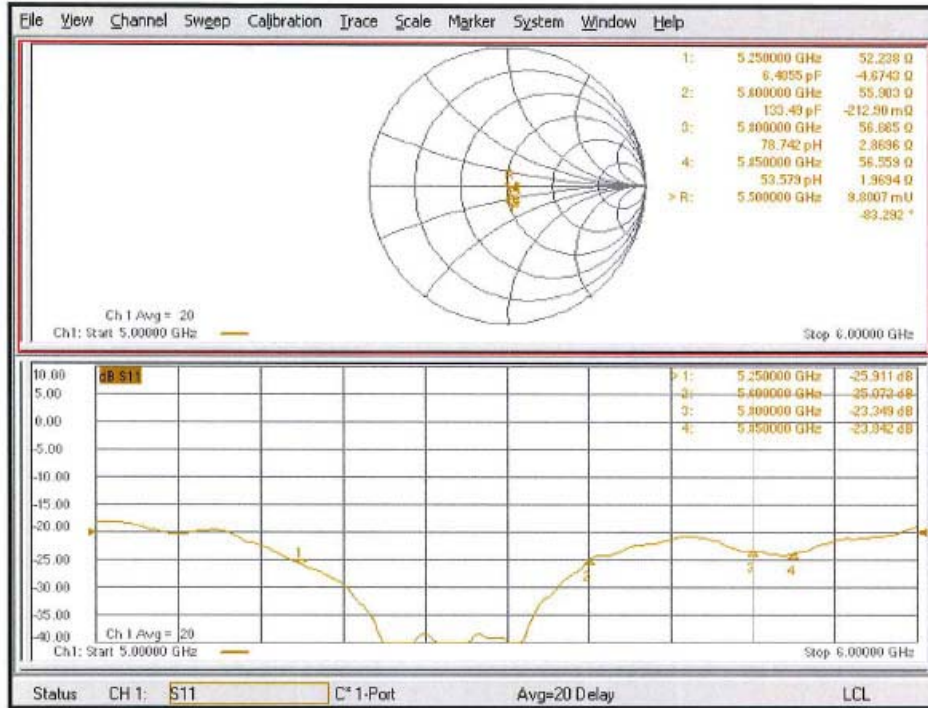 File View Channel Sweep Calibration Trace Scale Marker System Window Help
1: 5.250000 GHz 52.238 Ω
6.4855 pF -4.6743 Ω
2: 5.600000 GHz 55.903 Ω
133.49 pF -212.90 mΩ
3: 5.800000 GHz 56.665 Ω
78.742 pH 2.8696 Ω
4: 5.850000 GHz 56.559 Ω
53.579 pH 1.9694 Ω
> R: 5.500000 GHz 9.8007 mU
-83.292 °
Ch 1 Avg = 20
Ch1: Start 5.00000 GHz
Stop 6.00000 GHz
10.00
5.00
0.00
-5.00
-10.00
-15.00
-20.00
-25.00
-30.00
-35.00
-40.00
dB S11
> 1: 5.250000 GHz -25.911 dB
2: 5.600000 GHz -25.073 dB
3: 5.800000 GHz -23.349 dB
4: 5.850000 GHz -23.842 dB
1
2
3
4
Ch 1 Avg = 20
Ch1: Start 5.00000 GHz
Stop 6.00000 GHz
Status CH 1: S11 C* 1-Port Avg=20 Delay LCL